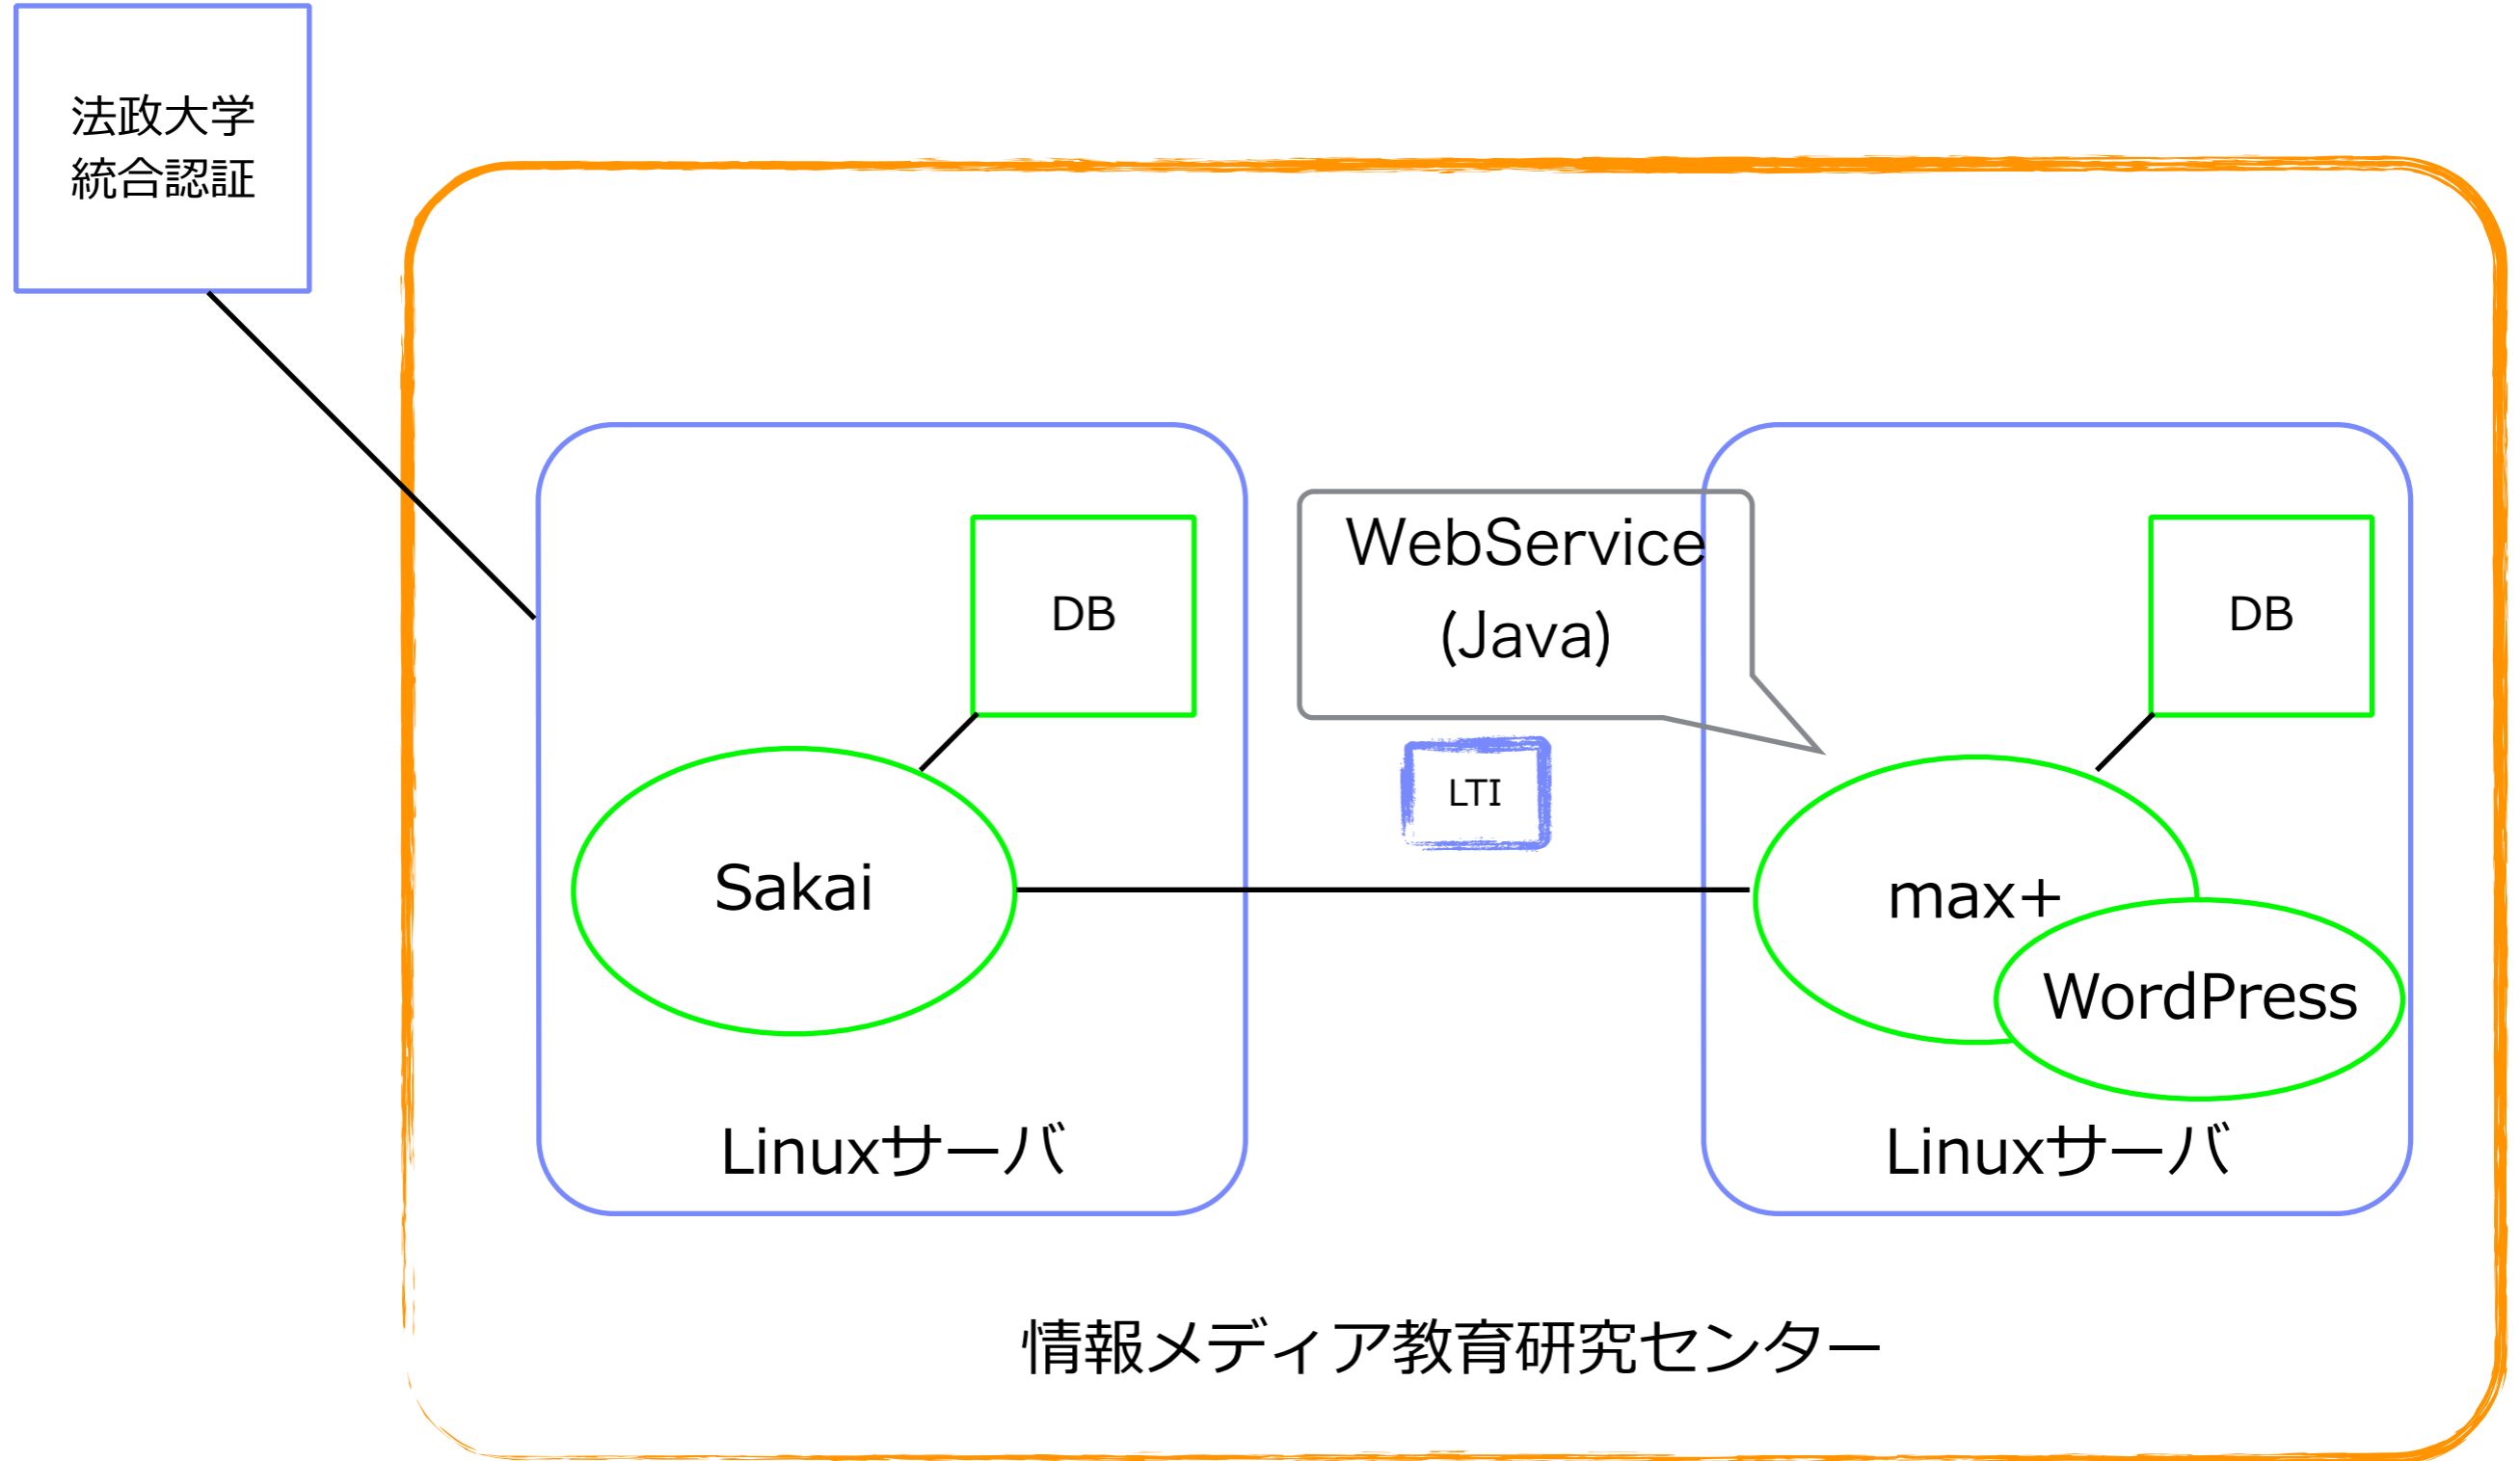 法政大学
統合認証
DB
Sakai
Linuxサーバ
WebService
(Java)
LTI
DB
max+
WordPress
Linuxサーバ
情報メディア教育研究センター